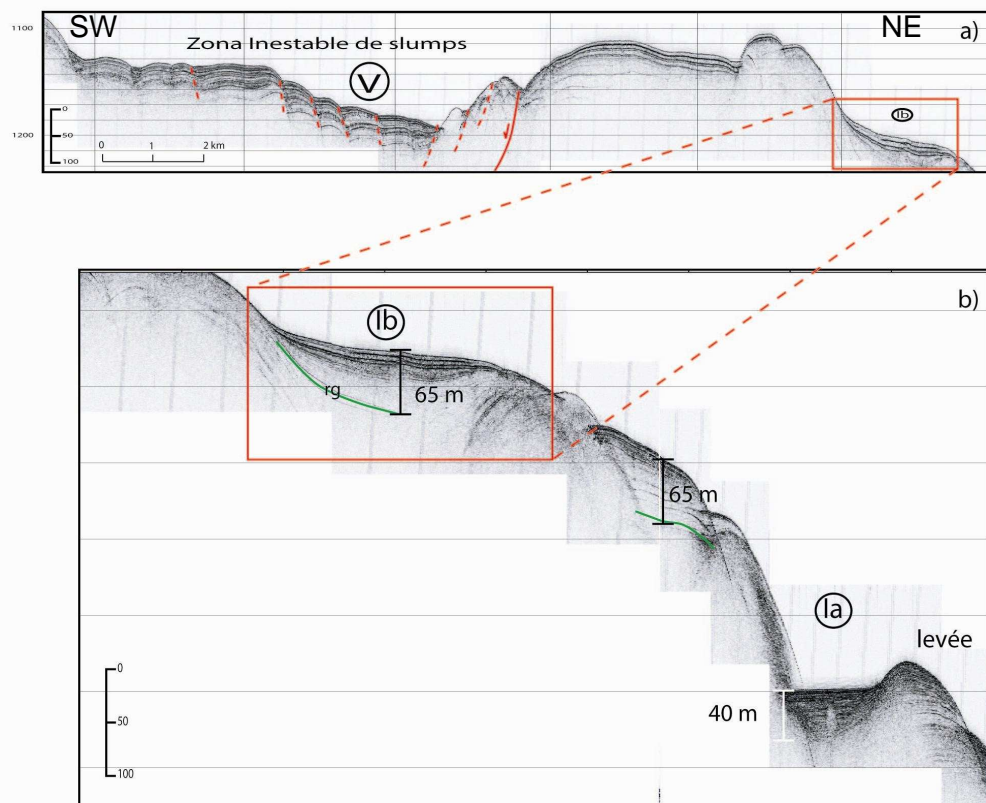 1100
SW
NE
a)
Zona Inestable de slumps
V
Ib
0
50
100
1200
0 1 2 km
b)
Ib
rg
65 m
65 m
Ia
levée
0
50
100
40 m